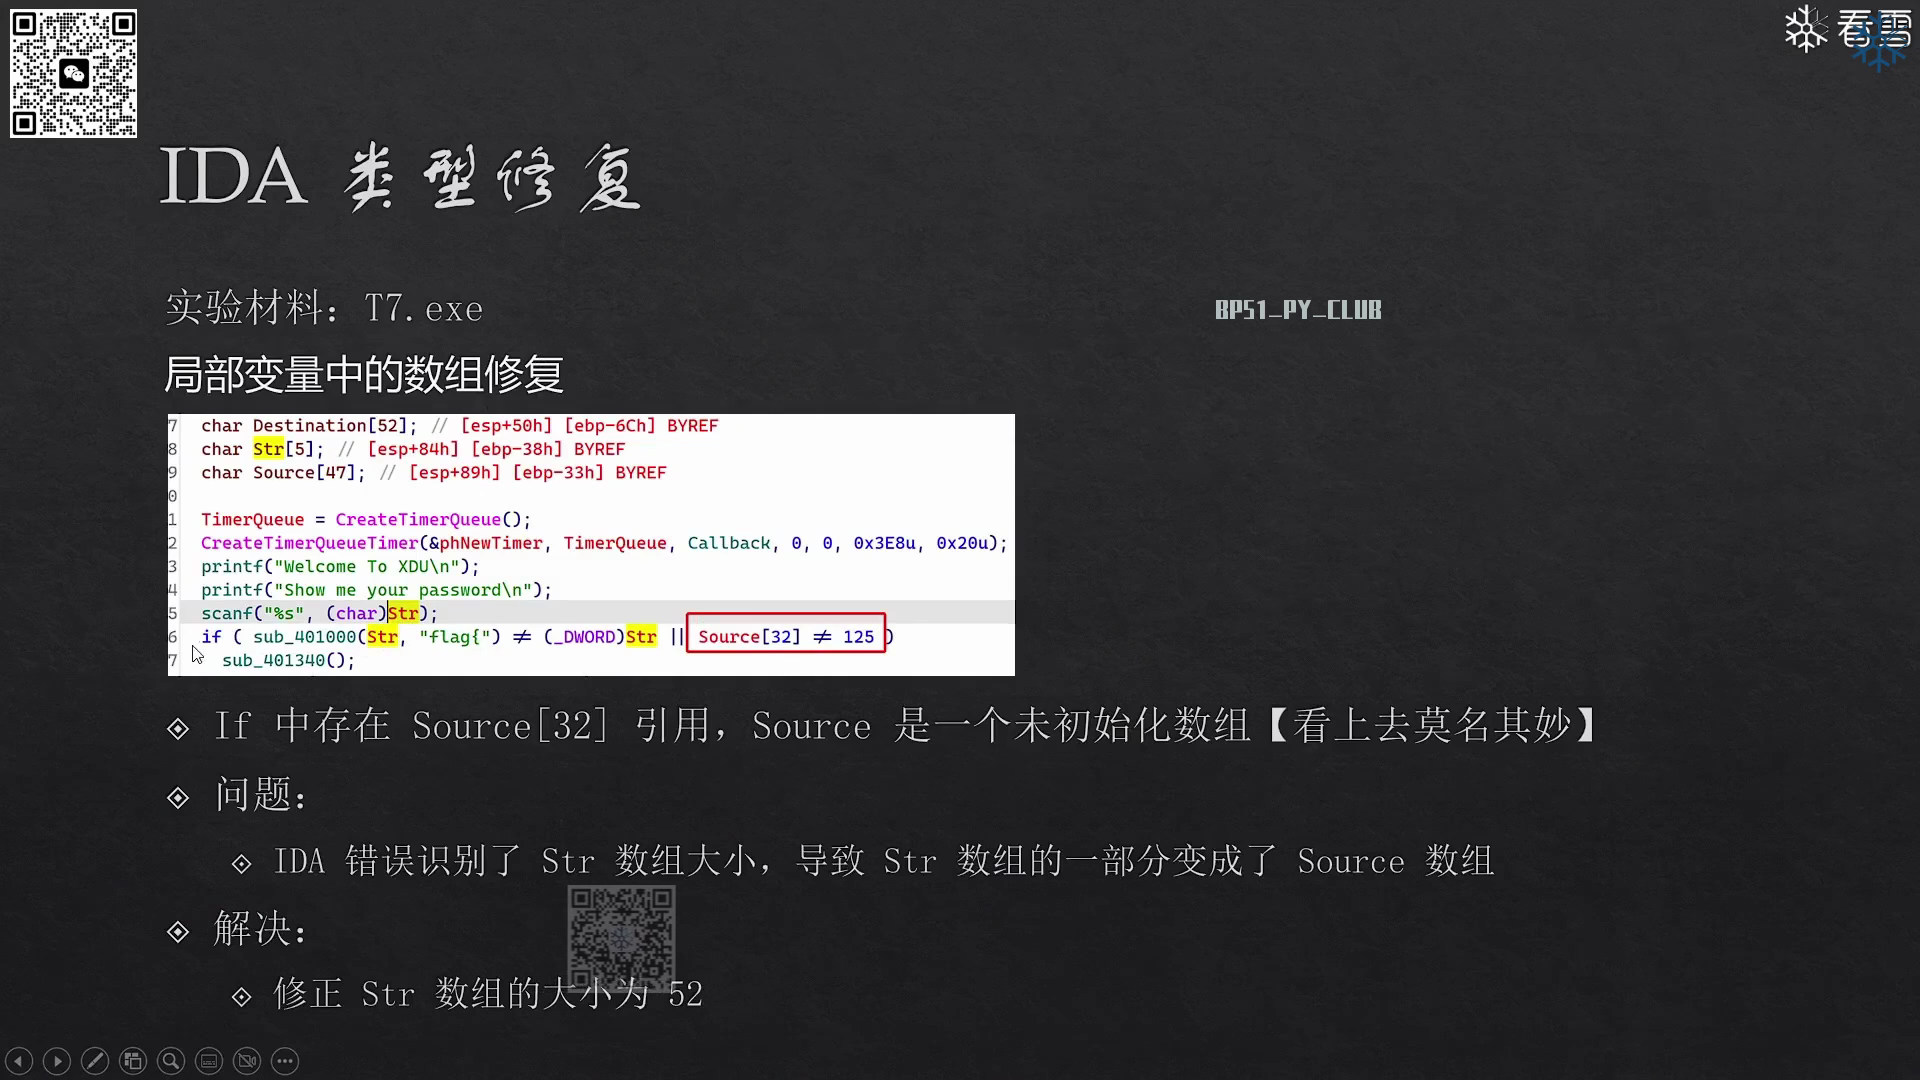 看雪
IDA 类型修复
实验材料：T7.exe
BPS1_PY_CLUB
局部变量中的数组修复
7 char Destination[52]; // [esp+50h] [ebp-6Ch] BYREF
8 char Str[5]; // [esp+84h] [ebp-38h] BYREF
9 char Source[47]; // [esp+89h] [ebp-33h] BYREF
0
1 TimerQueue = CreateTimerQueue();
2 CreateTimerQueueTimer(&phNewTimer, TimerQueue, Callback, 0, 0, 0x3E8u, 0x20u);
3 printf("Welcome To XDU\n");
4 printf("Show me your password\n");
5 scanf("%s", (char)Str);
6 if ( sub_401000(Str, "flag{") ≠ (_DWORD)Str || Source[32] ≠ 125 )
7 sub_401340();
If 中存在 Source[32] 引用，Source 是一个未初始化数组【看上去莫名其妙】
问题：
IDA 错误识别了 Str 数组大小，导致 Str 数组的一部分变成了 Source 数组
解决：
修正 Str 数组的大小为 52